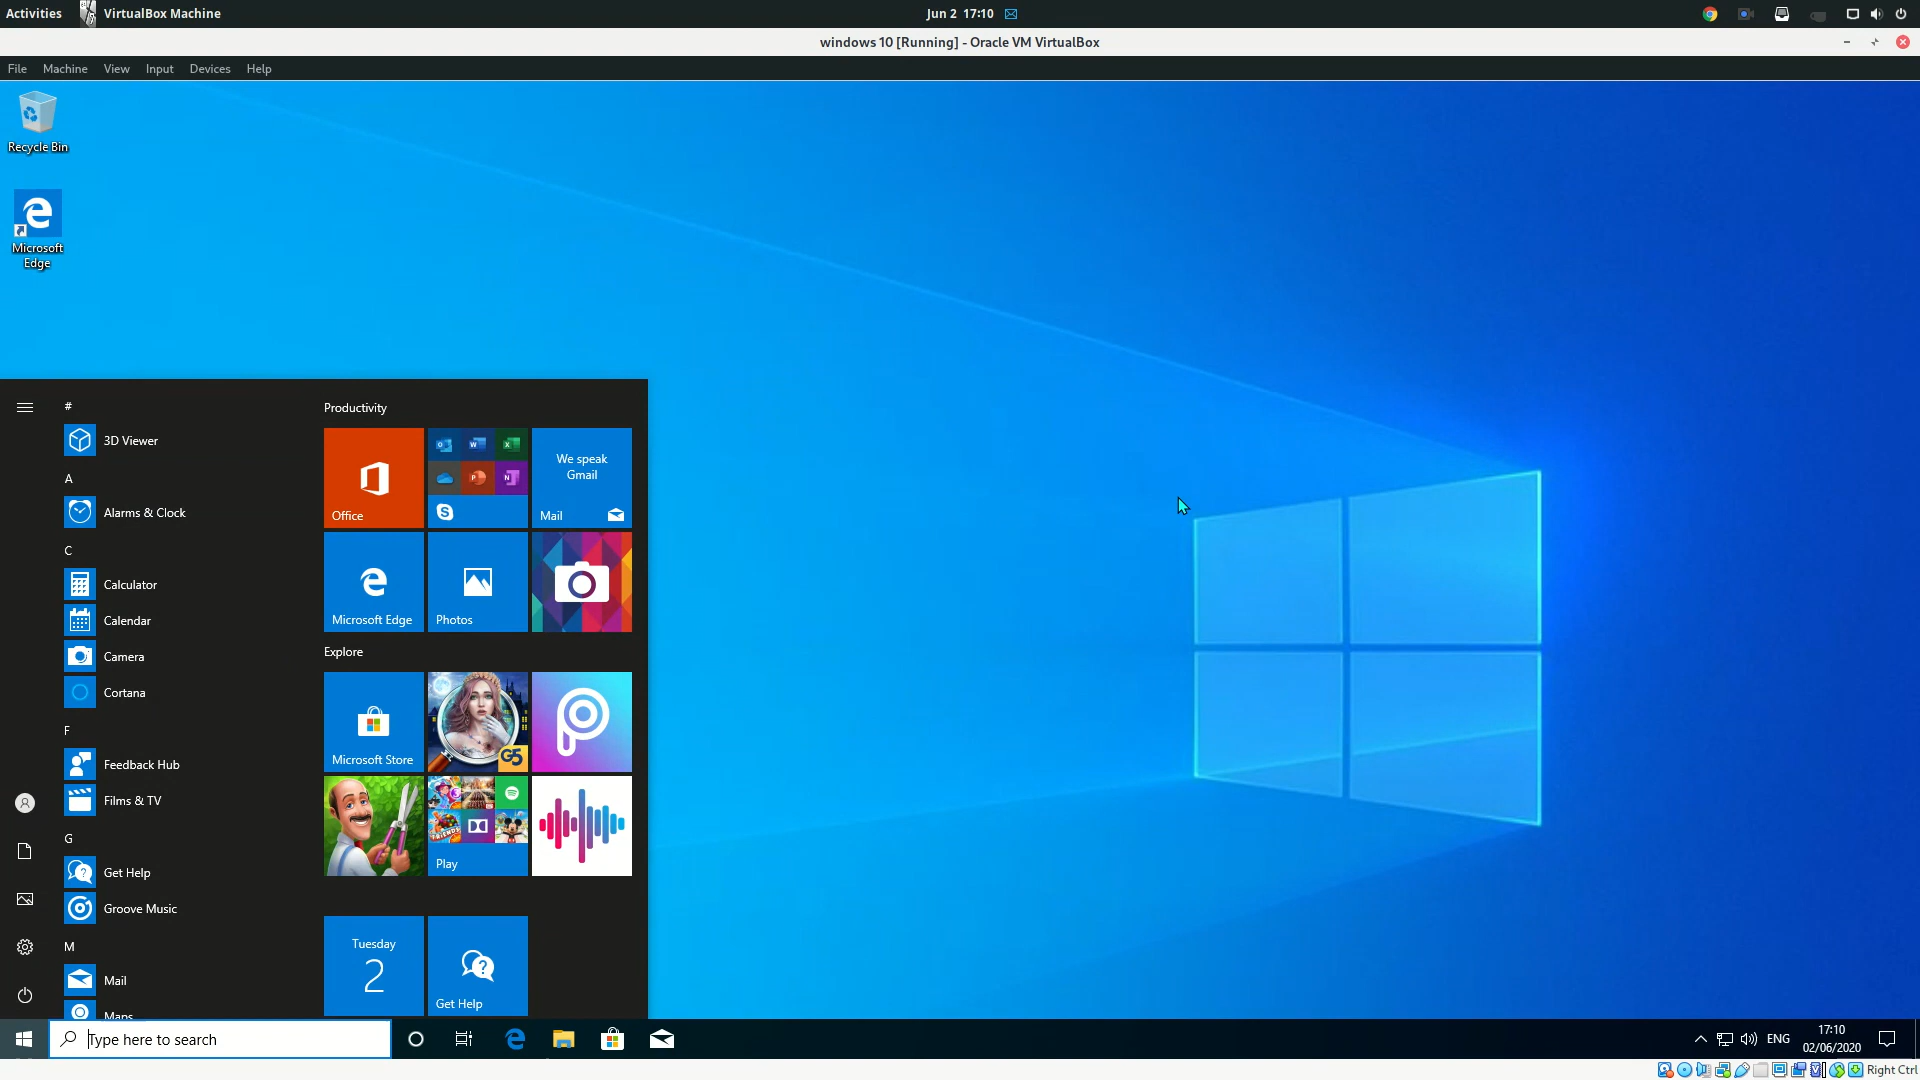 Activities VirtualBox Machine Jun 2 17:10
windows 10 [Running] - Oracle VM VirtualBox
File Machine View Input Devices Help
Recycle Bin
Microsoft
Edge
#
3D Viewer
A
Alarms & Clock
C
Calculator
Calendar
Camera
Cortana
F
Feedback Hub
Films & TV
G
Get Help
Groove Music
M
Mail
Maps
Productivity
Office
We speak
Gmail
Mail
Microsoft Edge
Photos
Explore
Microsoft Store
G5
FRIENDS
Play
Tuesday
2
Get Help
Type here to search
ENG
17:10
02/06/2020
Right Ctrl